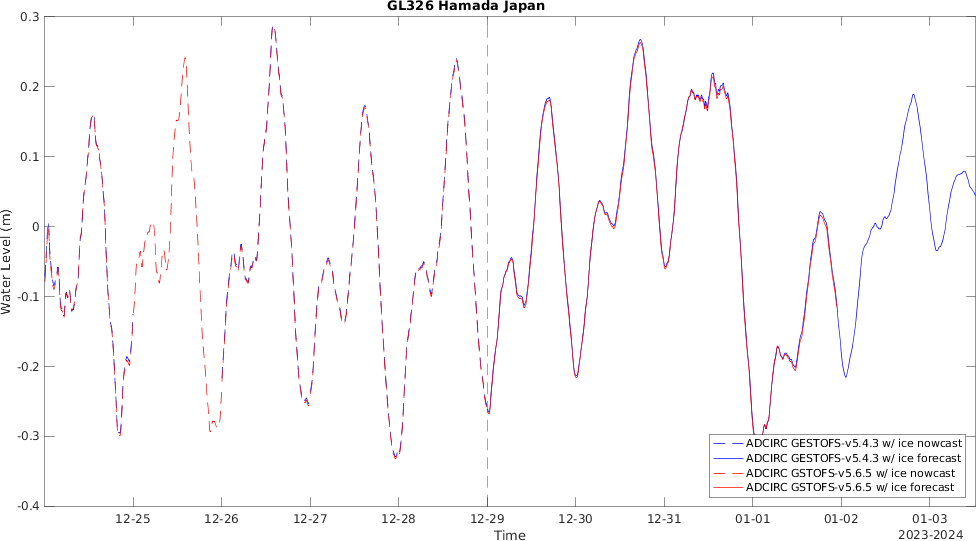 GL326 Hamada Japan
0.3
0.2
0.1
0
-0.1
-0.2
-0.3
-0.4
Water Level (m)
12-25 12-26 12-27 12-28 12-29 12-30 12-31 01-01 01-02 01-03
Time
2023-2024
ADCIRC GESTOFS-v5.4.3 w/ ice nowcast
ADCIRC GESTOFS-v5.4.3 w/ ice forecast
ADCIRC GSTOFS-v5.6.5 w/ ice nowcast
ADCIRC GSTOFS-v5.6.5 w/ ice forecast